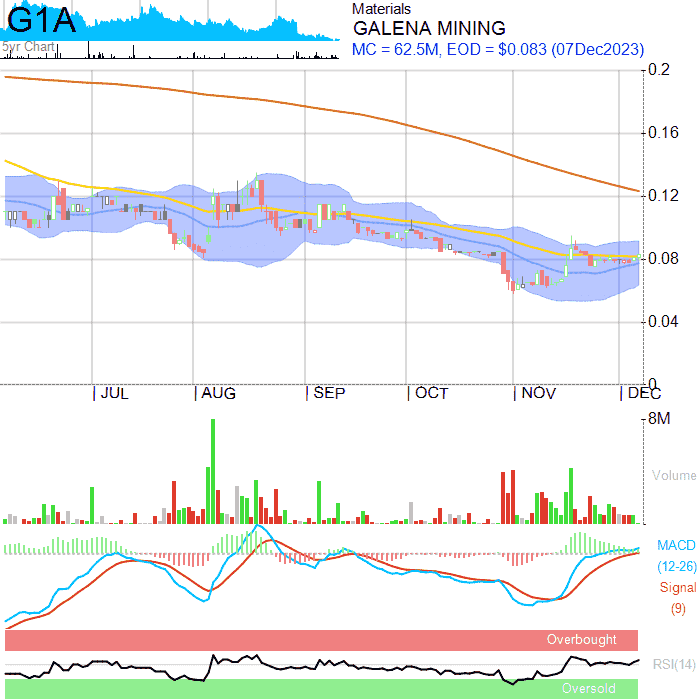 G1A
5yr Chart
Materials
GALENA MINING
MC = 62.5M, EOD = $0.083 (07Dec2023)
0.2
0.16
0.12
0.08
0.04
0
JUL AUG SEP OCT NOV DEC
8M
Volume
MACD
(12-26)
Signal
(9)
Overbought
RSI(14)
Oversold